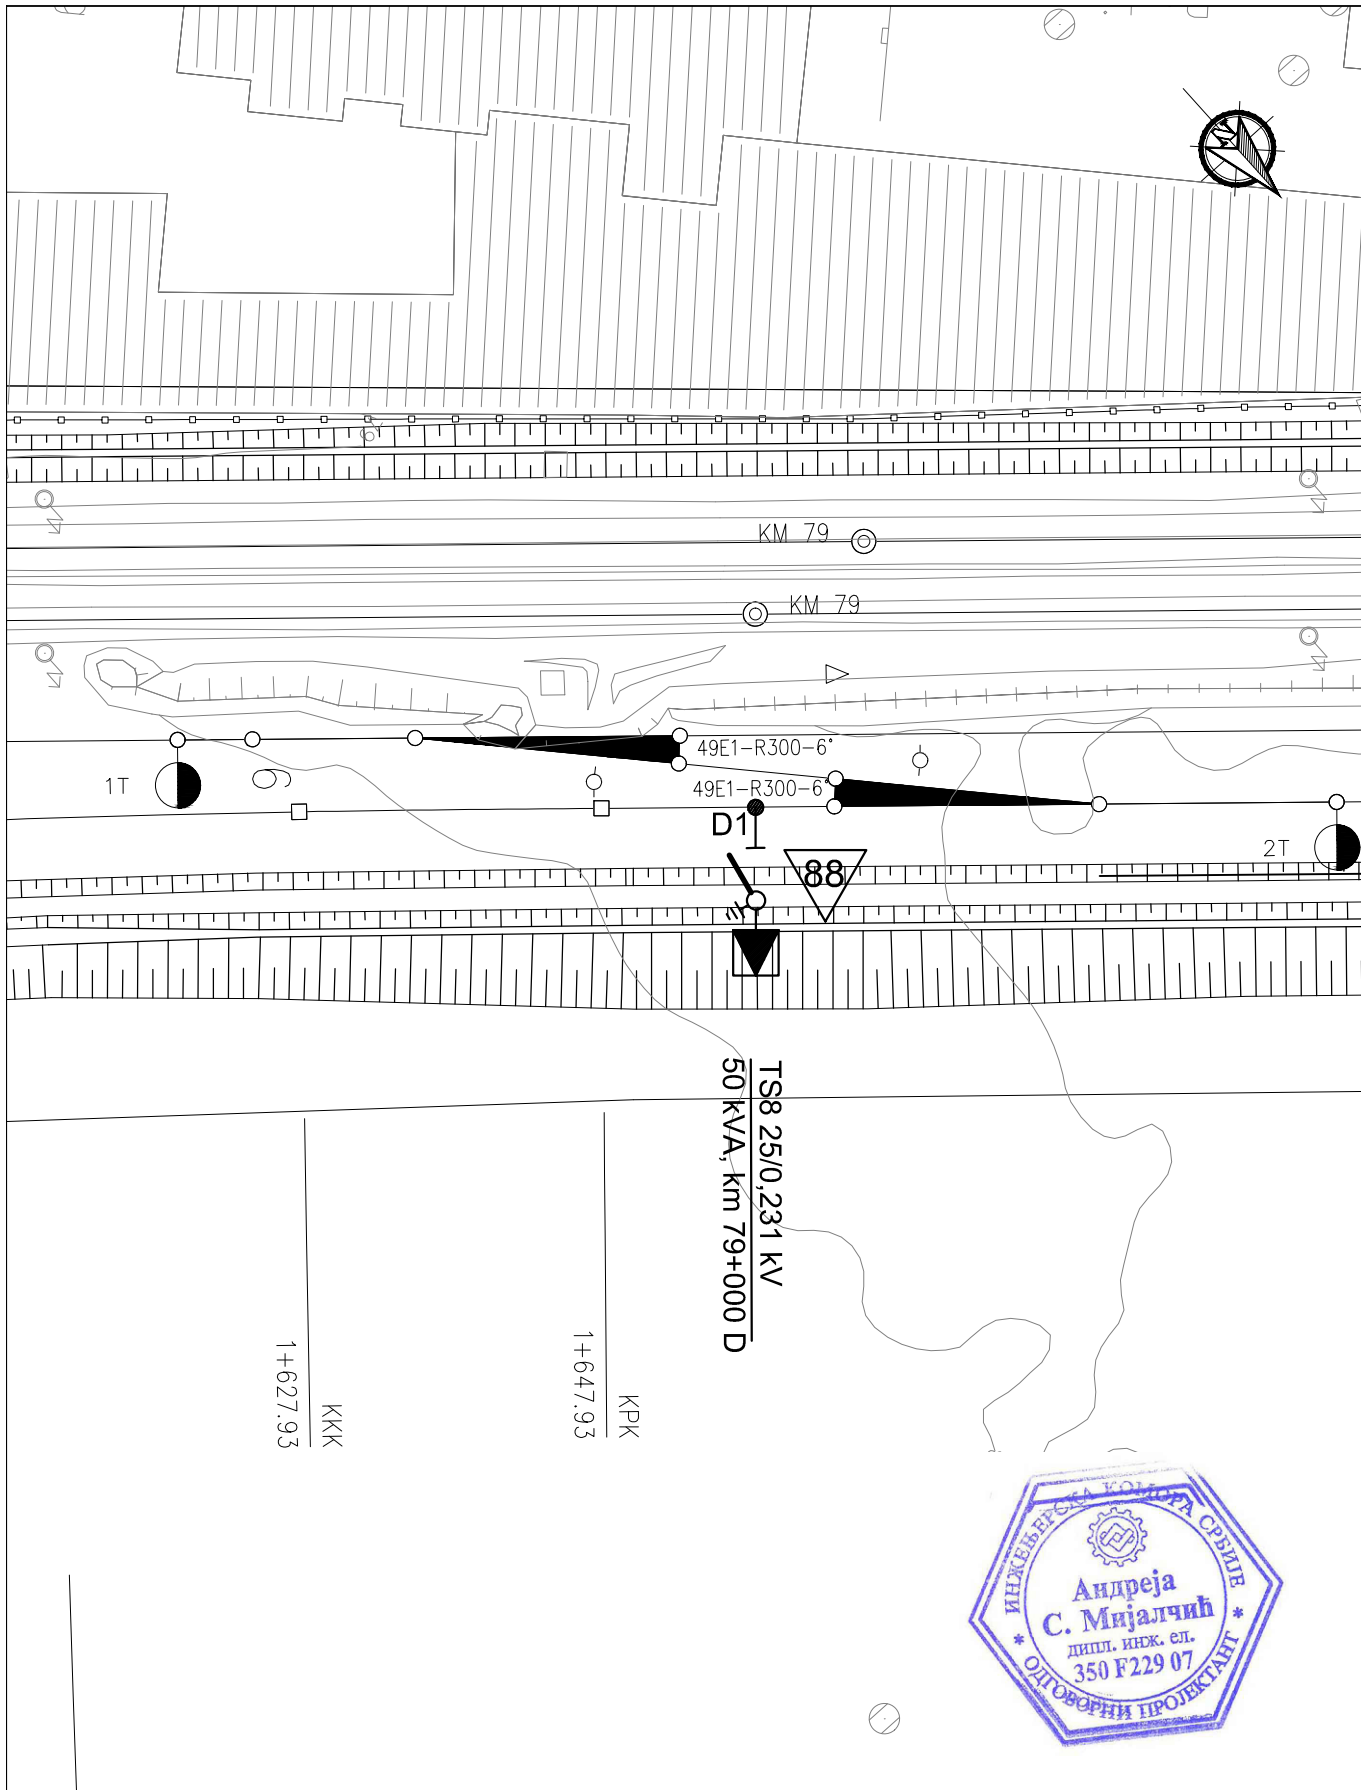 N
KM 79
KM 79
49E1-R300-6°
49E1-R300-6°
1T
D1
88
2T
TS8 25/0,231 kV
50 kVA, km 79+000 D
KKK
1+627.93
KPK
1+647.93
ИНЖЕЊЕРСКА КОМОРА СРБИЈЕ
Андреја
С. Мијалчић
дипл. инж. ел.
350 F229 07
* ОДГОВОРНИ ПРОЈЕКТАНТ *